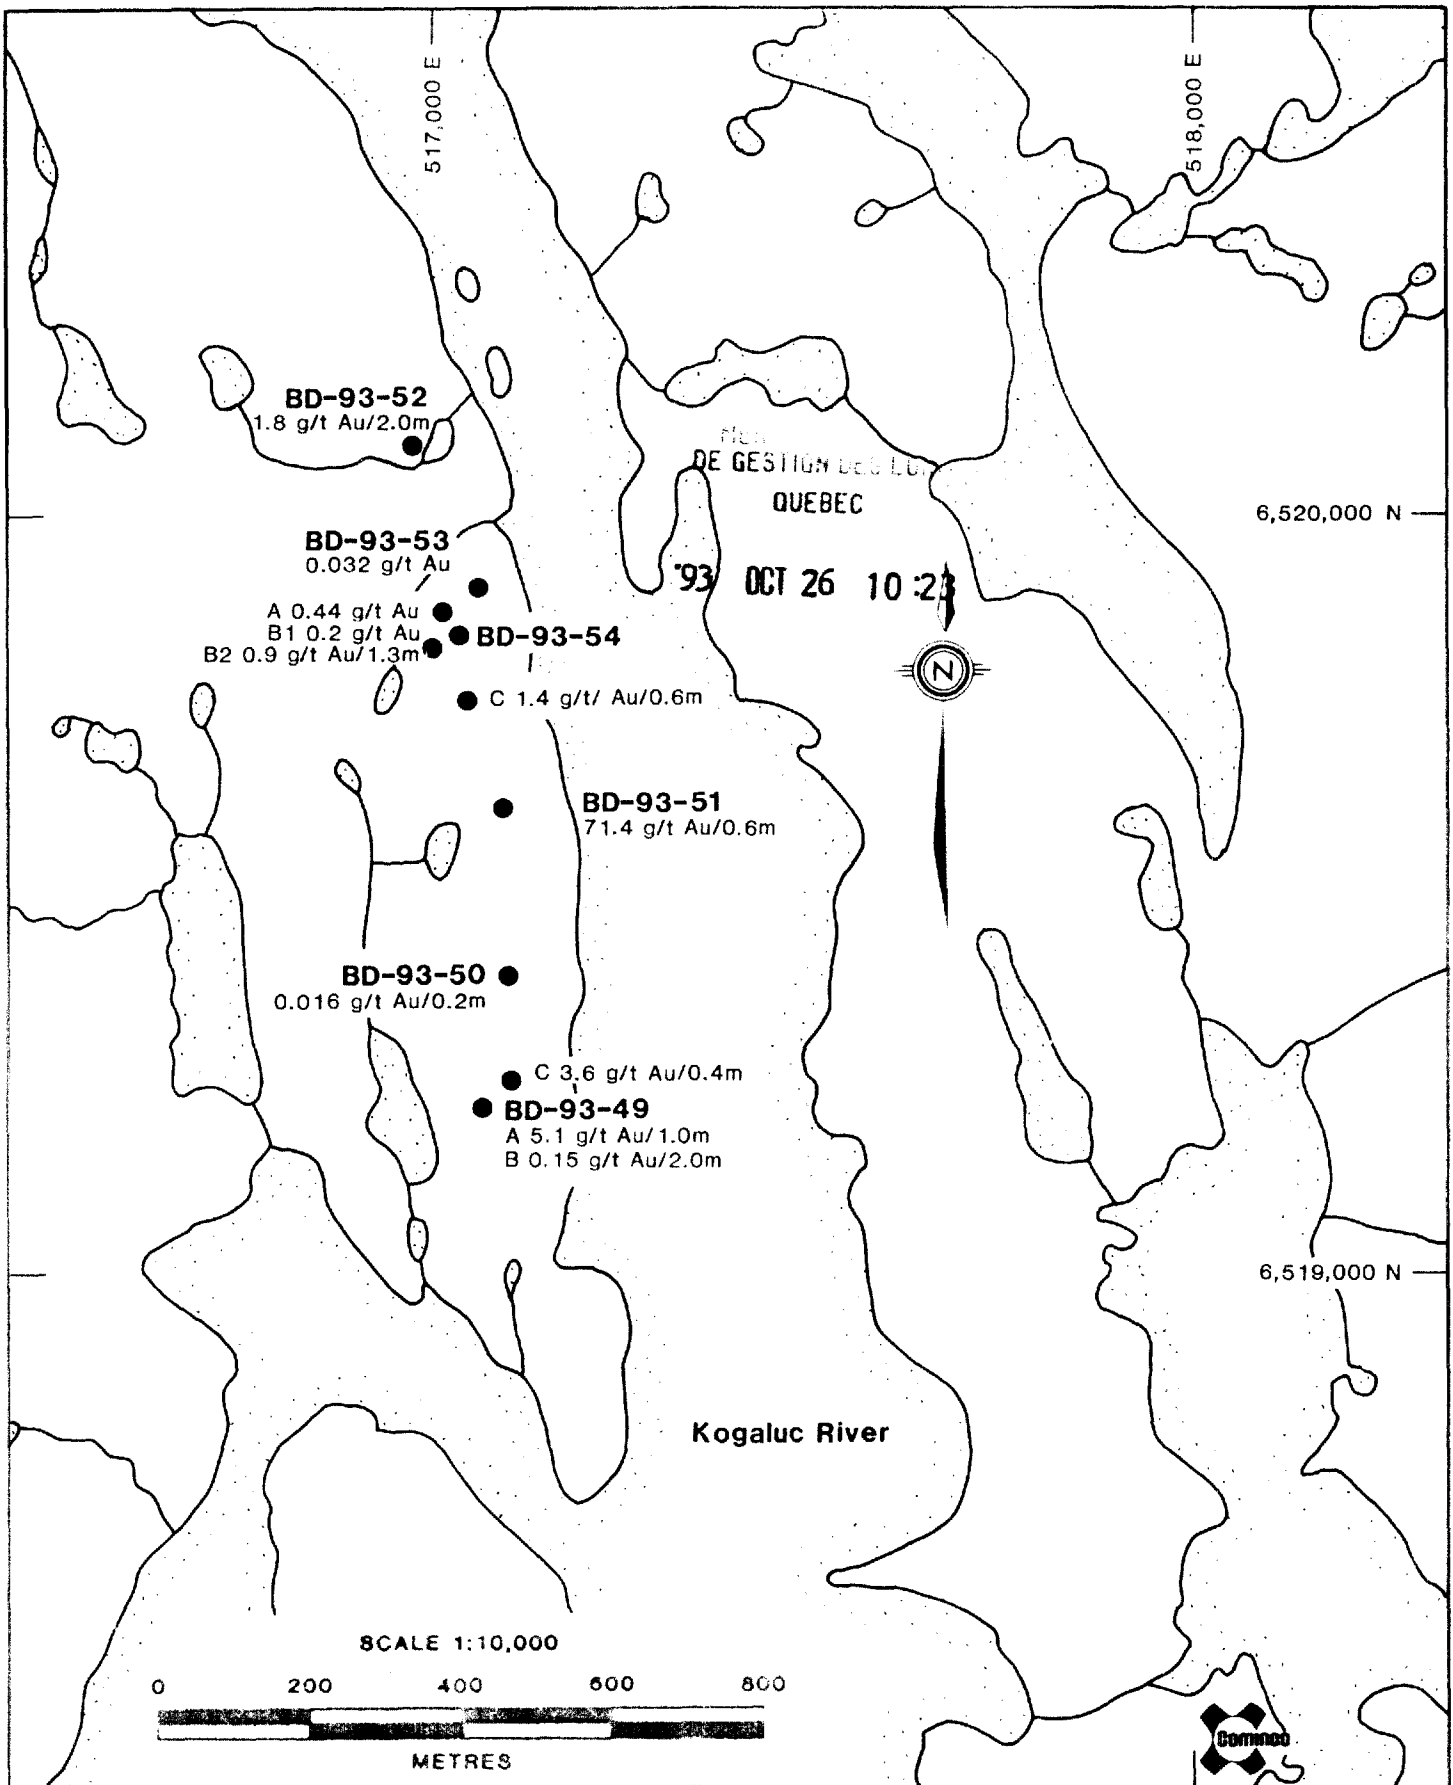 517,000 E
518,000 E
BD-93-52
1.8 g/t Au/2.0m
DE GESTION DES
QUEBEC
6,520,000 N
BD-93-53
0.032 g/t Au
'93 OCT 26 10:23
A 0.44 g/t Au
B1 0.2 g/t Au
BD-93-54
B2 0.9 g/t Au/1.3m
N
C 1.4 g/t/ Au/0.6m
BD-93-51
71.4 g/t Au/0.6m
BD-93-50
0.016 g/t Au/0.2m
C 3.6 g/t Au/0.4m
BD-93-49
A 5.1 g/t Au/1.0m
B 0.15 g/t Au/2.0m
6,519,000 N
Kogaluc River
SCALE 1:10,000
0 200 400 600 800
METRES
Cominco